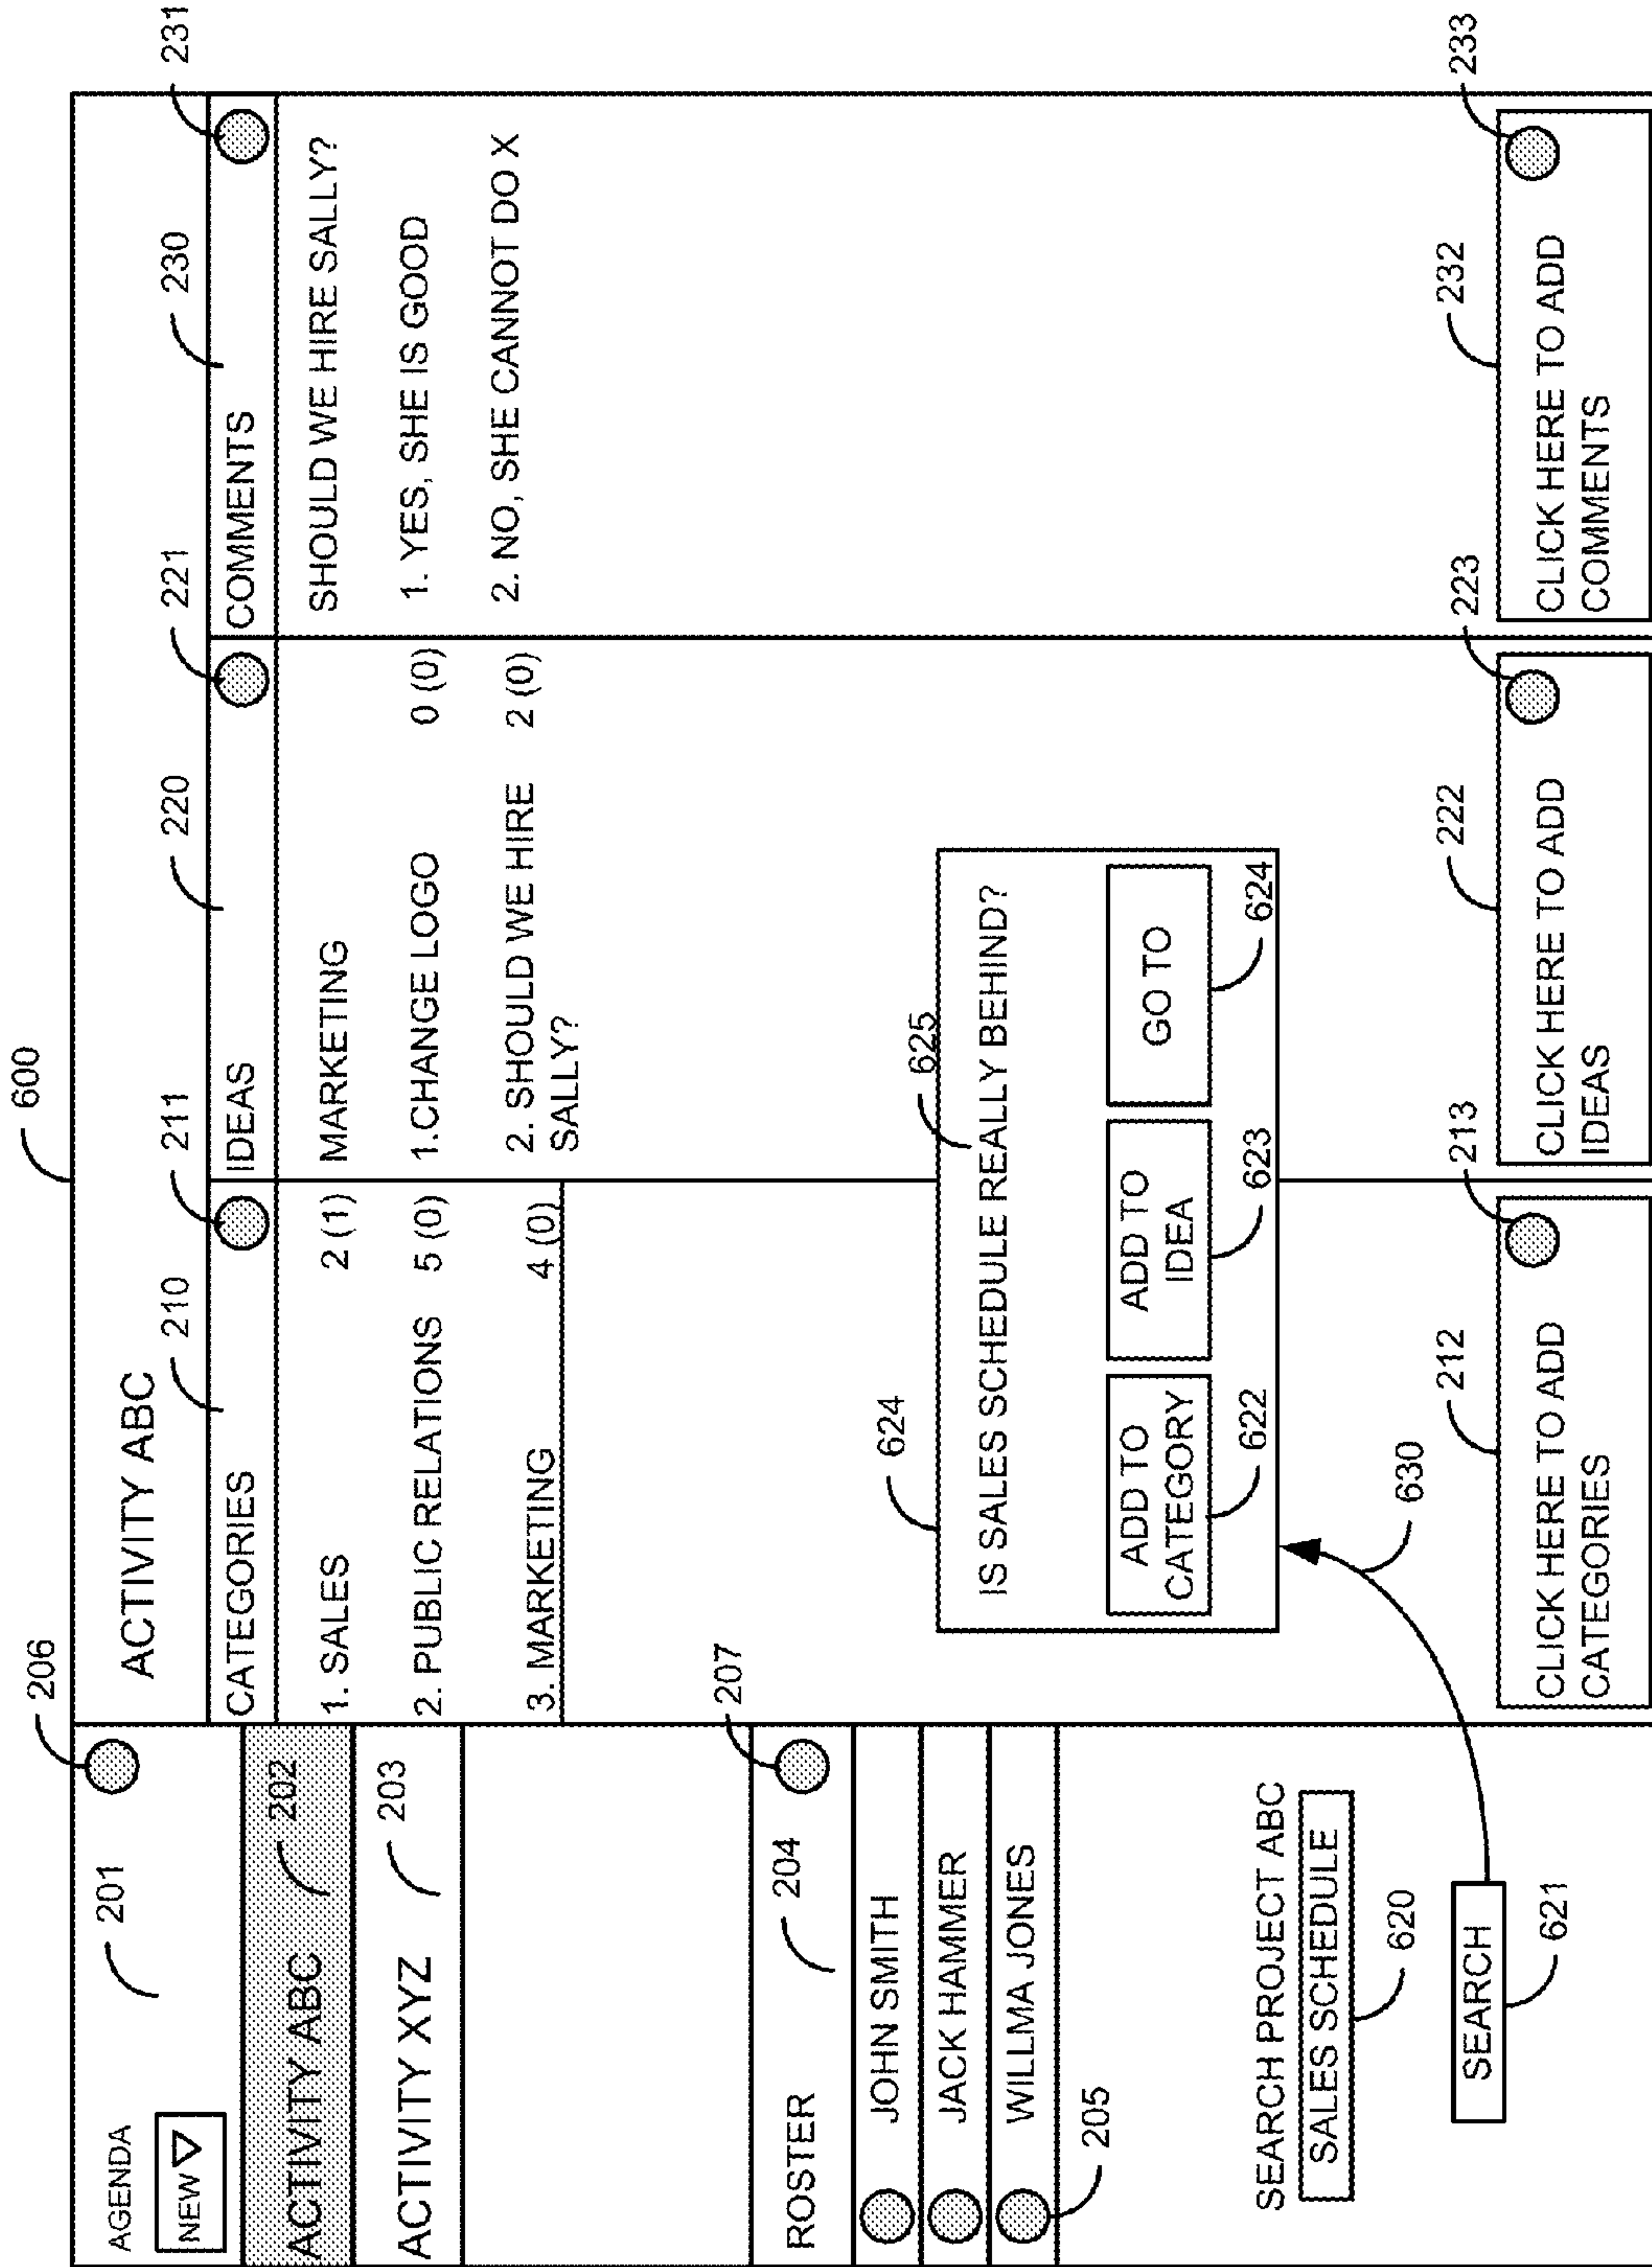 600
206
201
AGENDA
NEW
202
ACTIVITY ABC
203
ACTIVITY XYZ
207
204
ROSTER
JOHN SMITH
JACK HAMMER
WILLMA JONES
205
SEARCH PROJECT ABC
SALES SCHEDULE
620
SEARCH
621
630
ACTIVITY ABC
210
211
CATEGORIES
1. SALES 2 (1)
2. PUBLIC RELATIONS 5 (0)
3. MARKETING 4 (0)
220
221
IDEAS
MARKETING
1.CHANGE LOGO 0 (0)
2. SHOULD WE HIRE 2 (0)
SALLY?
230
231
COMMENTS
SHOULD WE HIRE SALLY?
1. YES, SHE IS GOOD
2. NO, SHE CANNOT DO X
624
625
IS SALES SCHEDULE REALLY BEHIND?
ADD TO
CATEGORY
622
ADD TO
IDEA
623
GO TO
624
212
213
CLICK HERE TO ADD
CATEGORIES
222
223
CLICK HERE TO ADD
IDEAS
232
233
CLICK HERE TO ADD
COMMENTS